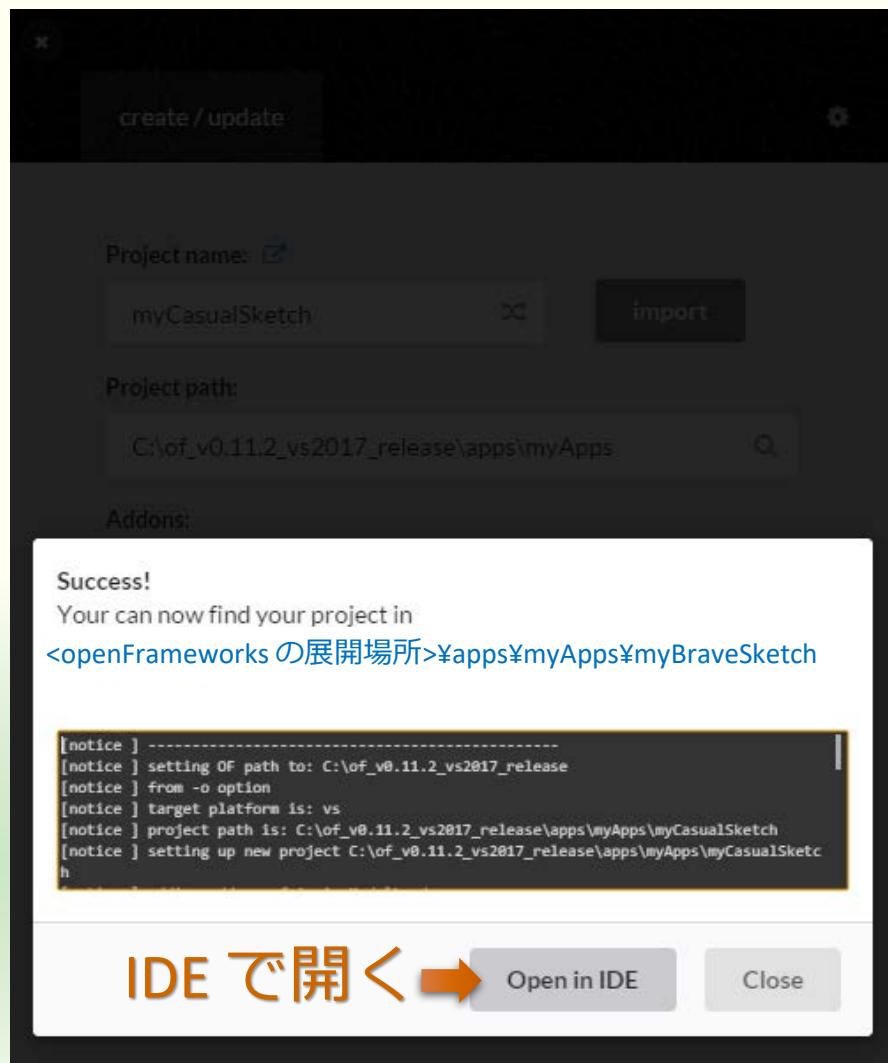 create / update
Project name:
myCasualSketch
import
Project path:
C:\of_v0.11.2_vs2017_release\apps\myApps
Addons:
Success!
Your can now find your project in
<openFrameworks の展開場所>¥apps¥myApps¥myBraveSketch
[notice ] -----------------------------------------------
[notice ] setting OF path to: C:\of_v0.11.2_vs2017_release
[notice ] from -o option
[notice ] target platform is: vs
[notice ] project path is: C:\of_v0.11.2_vs2017_release\apps\myApps\myCasualSketch
[notice ] setting up new project C:\of_v0.11.2_vs2017_release\apps\myApps\myCasualSketc
h
IDE で開く
Open in IDE
Close